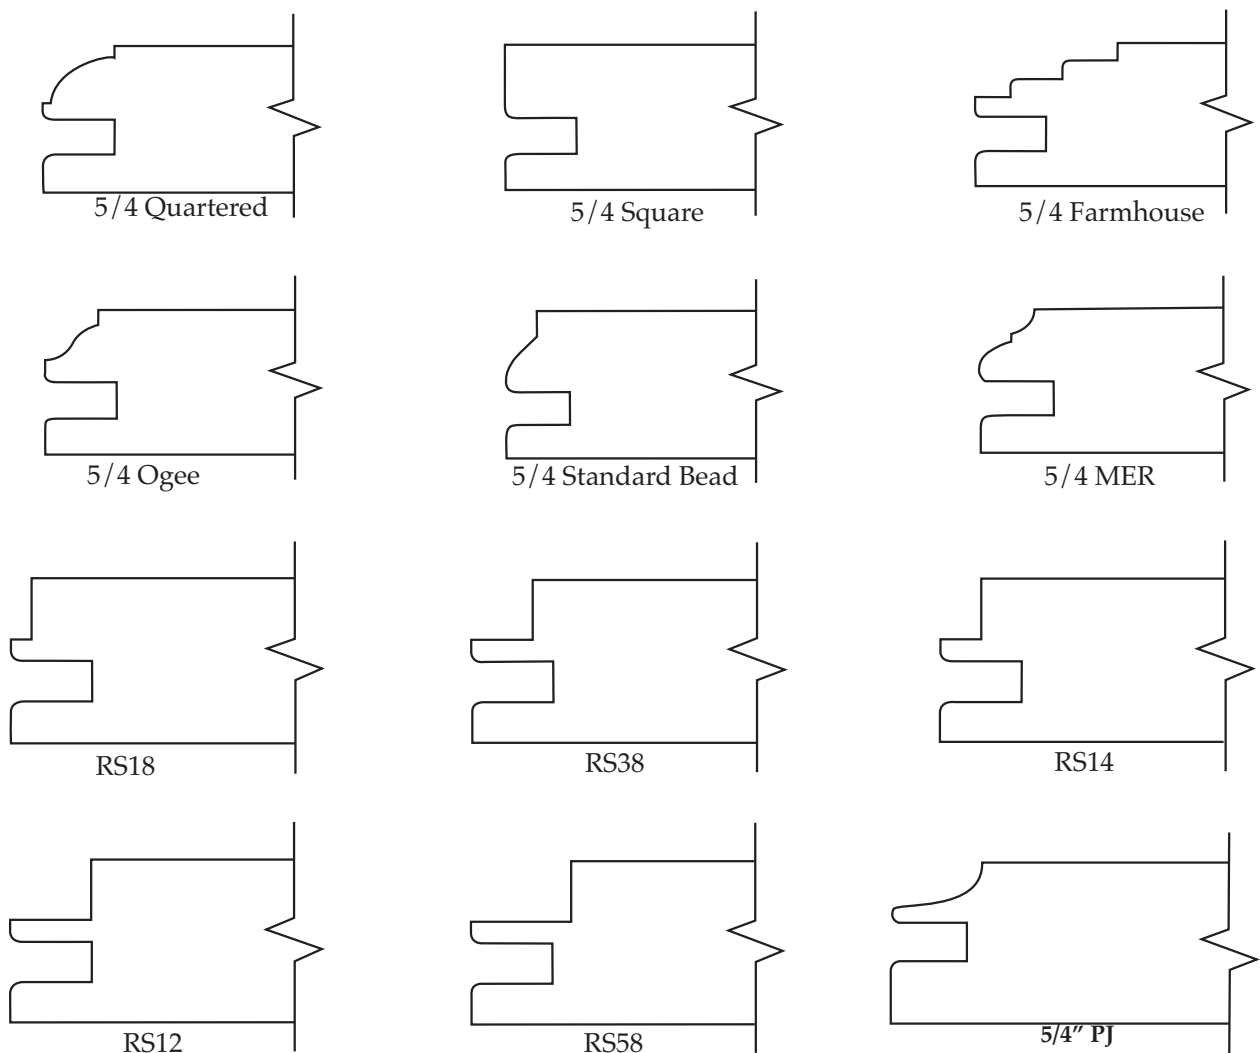 5/4 Quartered
5/4 Square
5/4 Farmhouse
5/4 Ogee
5/4 Standard Bead
5/4 MER
RS18
RS38
RS14
RS12
RS58
5/4” PJ